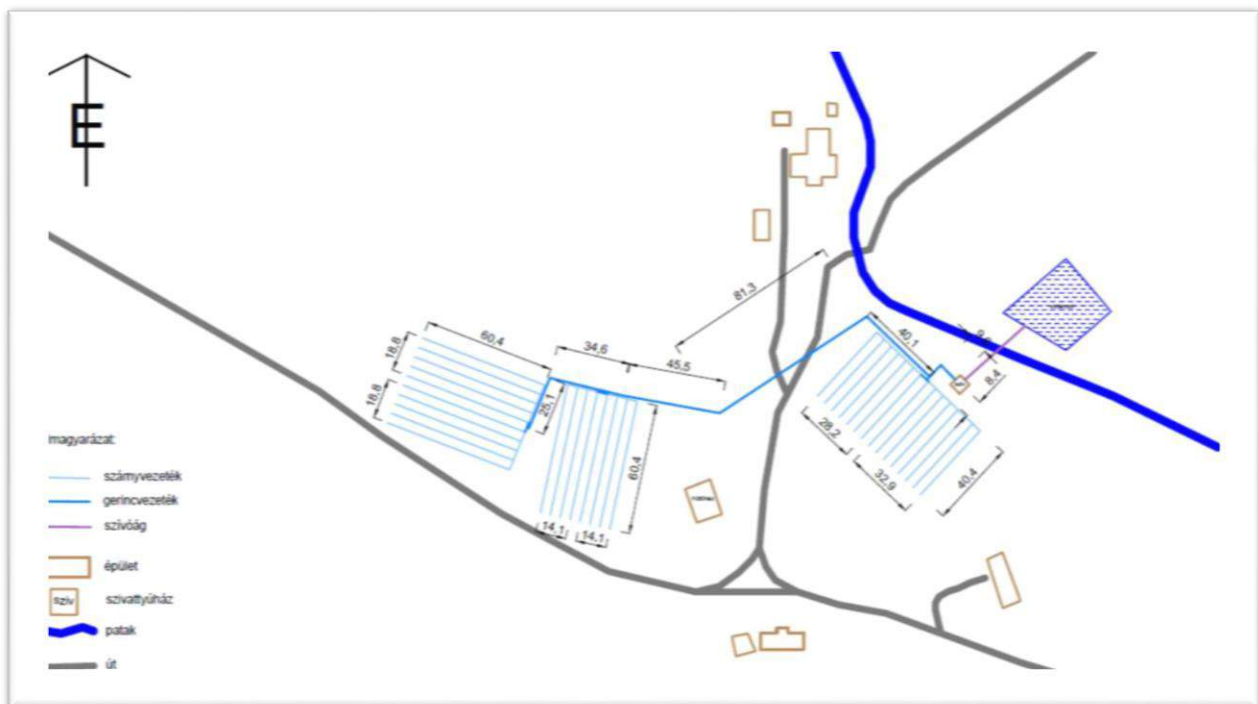 É
81,3
60,4
34,6
45,5
18,8
18,8
25,1
60,4
14,1
14,1
40,1
8,4
28,2
32,9
40,4
lmagyarázat:
szárnyvezeték
gerincvezeték
szívóág
épület
sziv
szivattyúház
patak
út